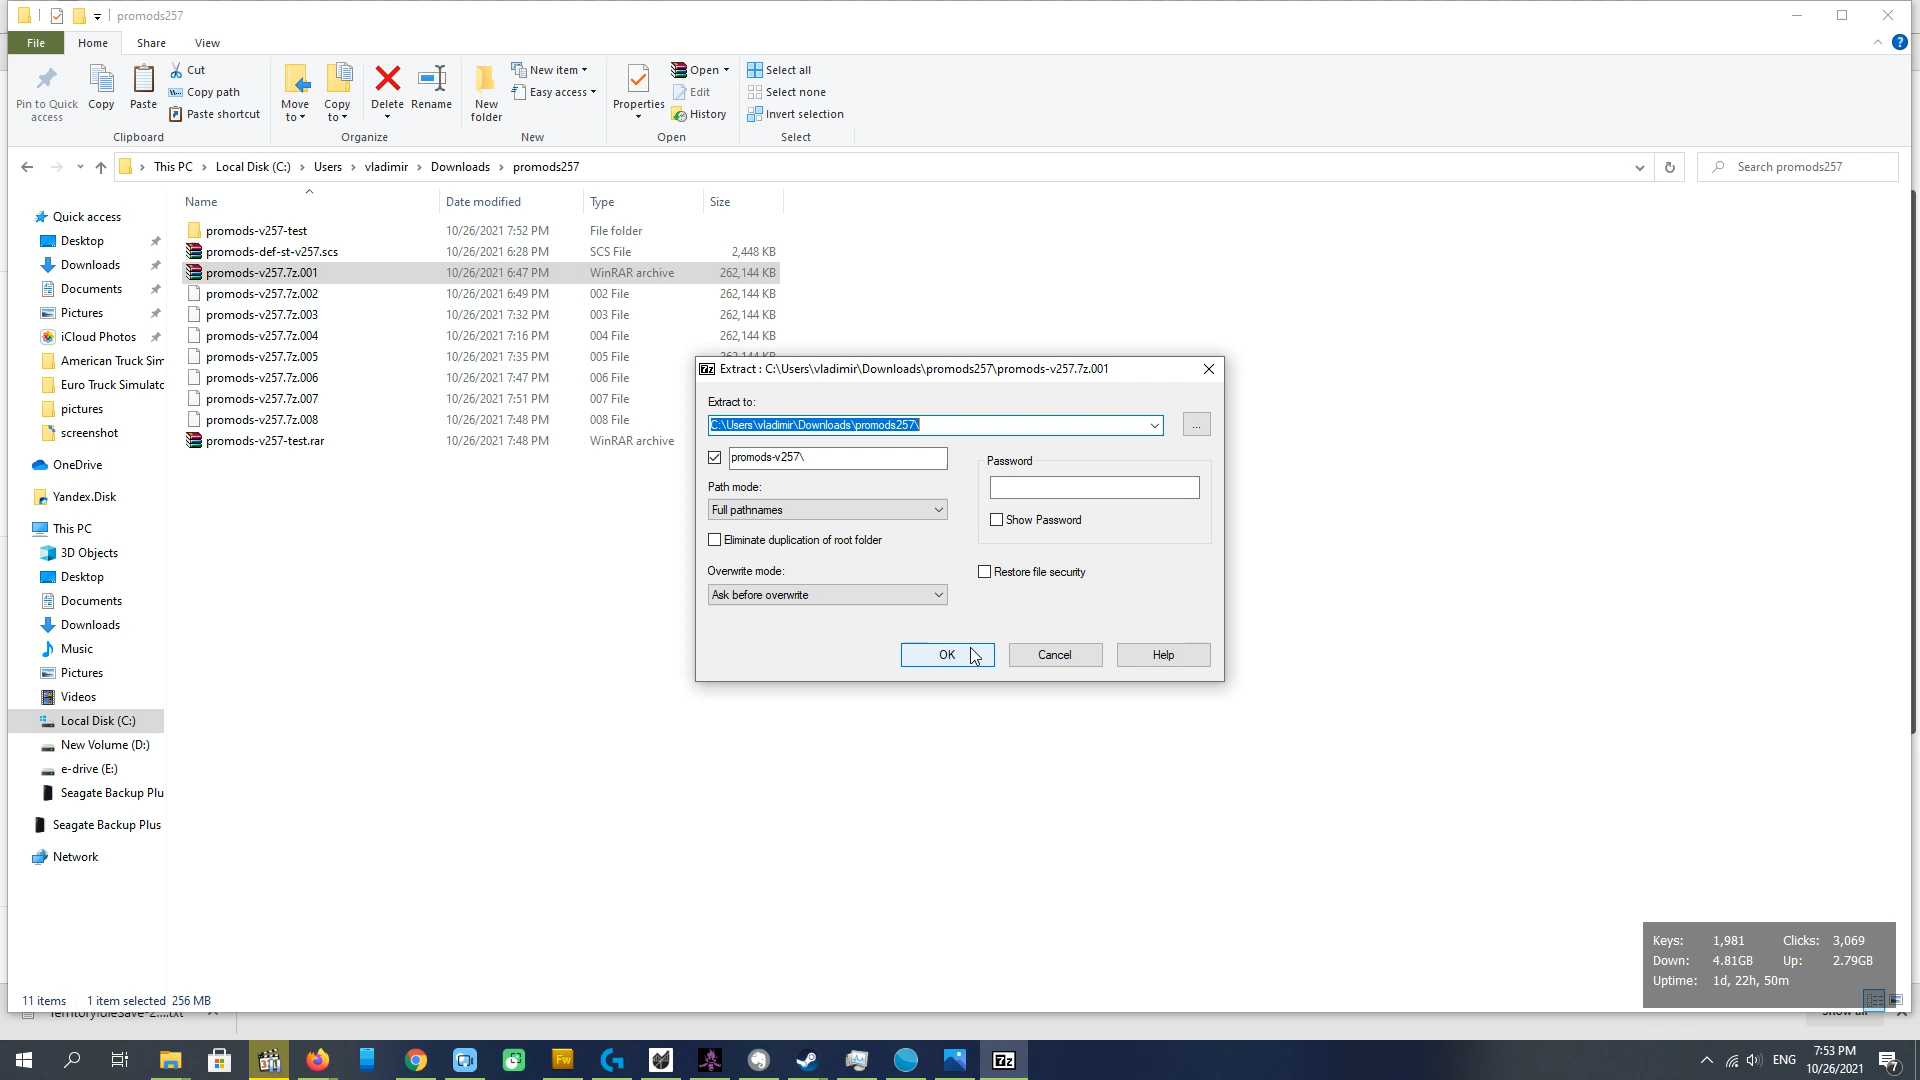 promods257
File
Home
Share
View
Pin to Quick access
Copy
Paste
Cut
Copy path
Paste shortcut
Clipboard
Move to
Copy to
Delete
Rename
Organize
New folder
New item
Easy access
New
Properties
Open
Edit
History
Open
Select all
Select none
Invert selection
Select
This PC
Local Disk (C:)
Users
vladimir
Downloads
promods257
Search promods257
Name
Date modified
Type
Size
promods-v257-test 10/26/2021 7:52 PM File folder
promods-def-st-v257.scs 10/26/2021 6:28 PM SCS File 2,448 KB
promods-v257.7z.001 10/26/2021 6:47 PM WinRAR archive 262,144 KB
promods-v257.7z.002 10/26/2021 6:49 PM 002 File 262,144 KB
promods-v257.7z.003 10/26/2021 7:32 PM 003 File 262,144 KB
promods-v257.7z.004 10/26/2021 7:16 PM 004 File 262,144 KB
promods-v257.7z.005 10/26/2021 7:35 PM 005 File
promods-v257.7z.006 10/26/2021 7:47 PM 006 File
promods-v257.7z.007 10/26/2021 7:51 PM 007 File
promods-v257.7z.008 10/26/2021 7:48 PM 008 File
promods-v257-test.rar 10/26/2021 7:48 PM WinRAR archive
Quick access
Desktop
Downloads
Documents
Pictures
iCloud Photos
American Truck Sim
Euro Truck Simulato
pictures
screenshot
OneDrive
Yandex.Disk
This PC
3D Objects
Desktop
Documents
Downloads
Music
Pictures
Videos
Local Disk (C:)
New Volume (D:)
e-drive (E:)
Seagate Backup Plu
Seagate Backup Plus
Network
7z Extract : C:\Users\vladimir\Downloads\promods257\promods-v257.7z.001
Extract to:
C:\Users\vladimir\Downloads\promods257\
...
promods-v257\
Path mode:
Full pathnames
Eliminate duplication of root folder
Overwrite mode:
Ask before overwrite
Password
Show Password
Restore file security
OK
Cancel
Help
Keys: 1,981 Clicks: 3,069
Down: 4.81GB Up: 2.79GB
Uptime: 1d, 22h, 50m
11 items 1 item selected 256 MB
Fw
7z
ENG
7:53 PM
10/26/2021
7